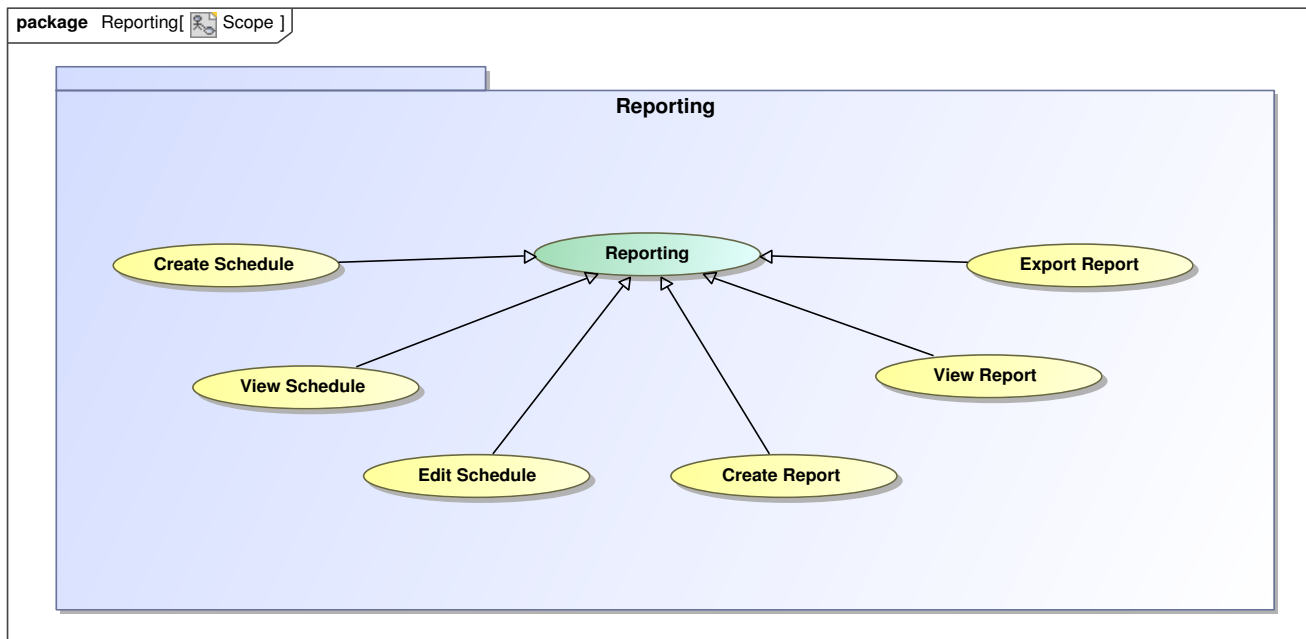 package Reporting[ Scope ]
Reporting
Reporting
Create Schedule
Export Report
View Schedule
View Report
Edit Schedule
Create Report